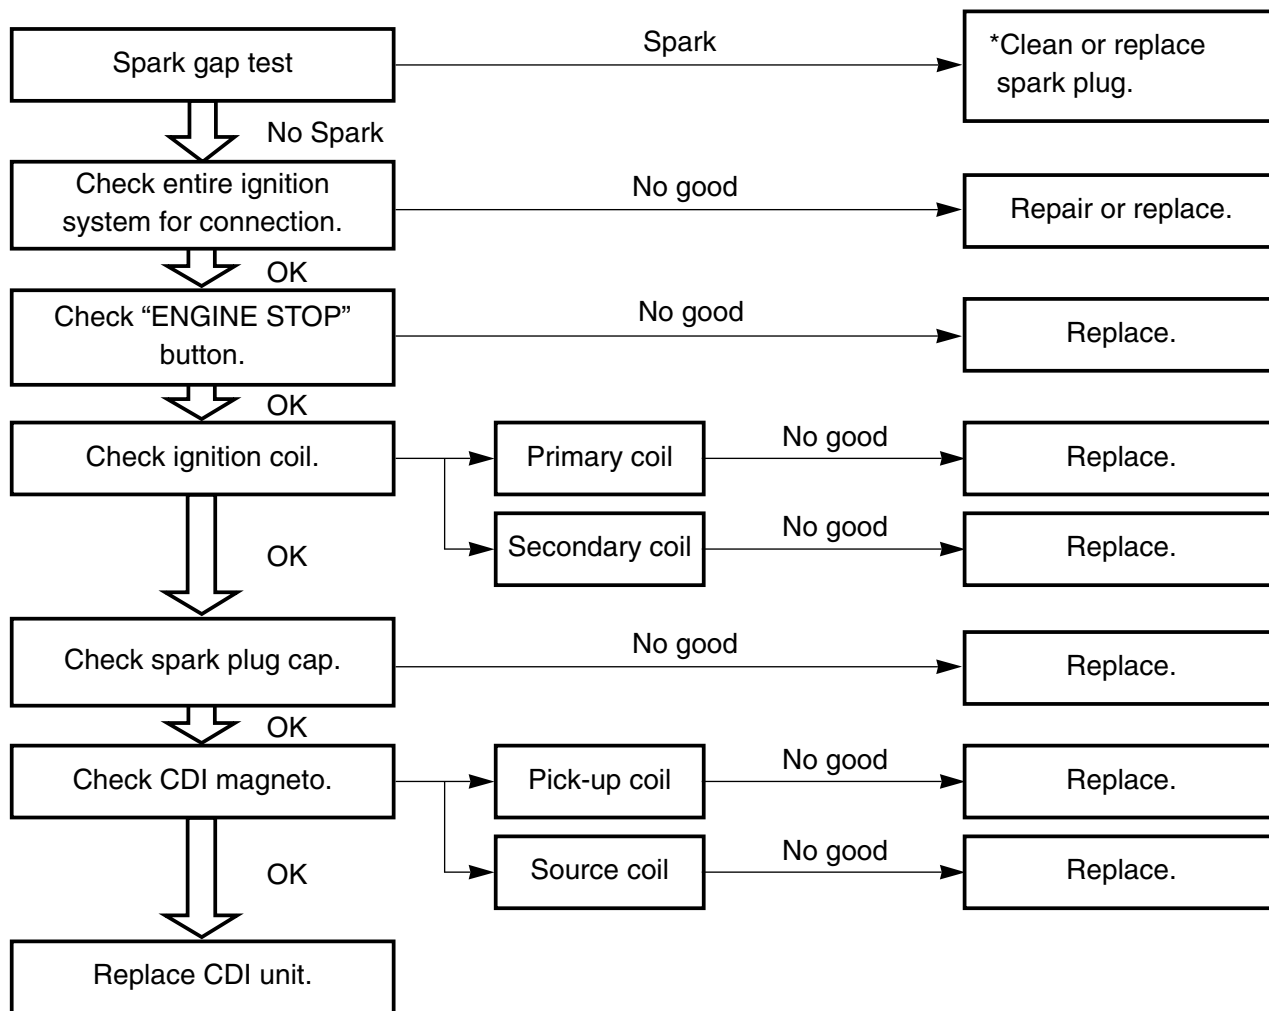 Spark gap test
Spark
*Clean or replace
spark plug.
No Spark
Check entire ignition
system for connection.
No good
Repair or replace.
OK
Check “ENGINE STOP”
button.
No good
Replace.
OK
Check ignition coil.
Primary coil
No good
Replace.
Secondary coil
No good
Replace.
OK
Check spark plug cap.
No good
Replace.
OK
Check CDI magneto.
Pick-up coil
No good
Replace.
Source coil
No good
Replace.
OK
Replace CDI unit.